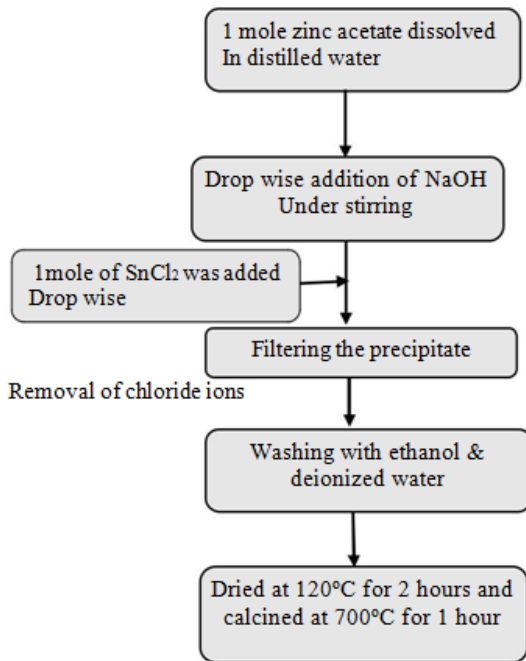 1 mole zinc acetate dissolved
In distilled water
Drop wise addition of NaOH
Under stirring
1mole of SnCl₂ was added
Drop wise
Filtering the precipitate
Removal of chloride ions
Washing with ethanol &
deionized water
Dried at 120⁰C for 2 hours and
calcined at 700⁰C for 1 hour